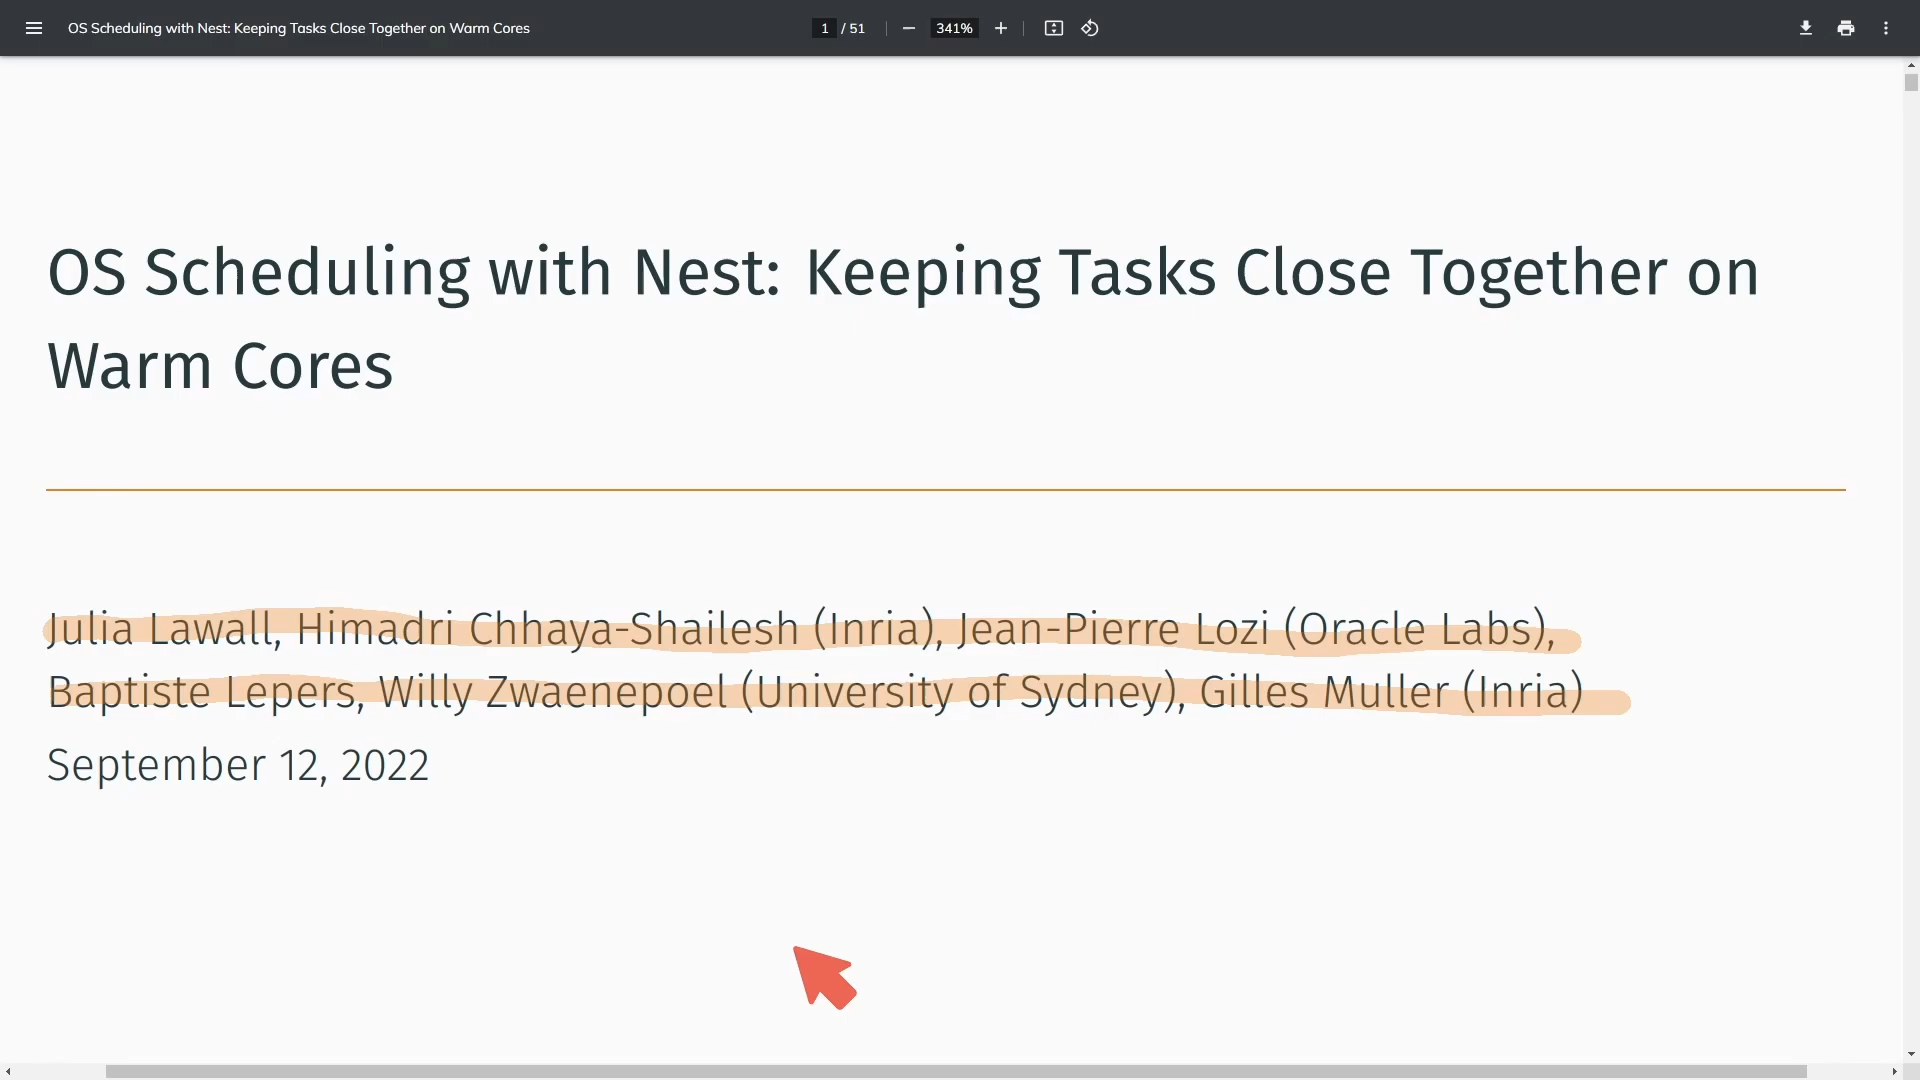 OS Scheduling with Nest: Keeping Tasks Close Together on Warm Cores
1 / 51
341%
OS Scheduling with Nest: Keeping Tasks Close Together on
Warm Cores
Julia Lawall, Himadri Chhaya-Shailesh (Inria), Jean-Pierre Lozi (Oracle Labs),
Baptiste Lepers, Willy Zwaenepoel (University of Sydney), Gilles Muller (Inria)
September 12, 2022